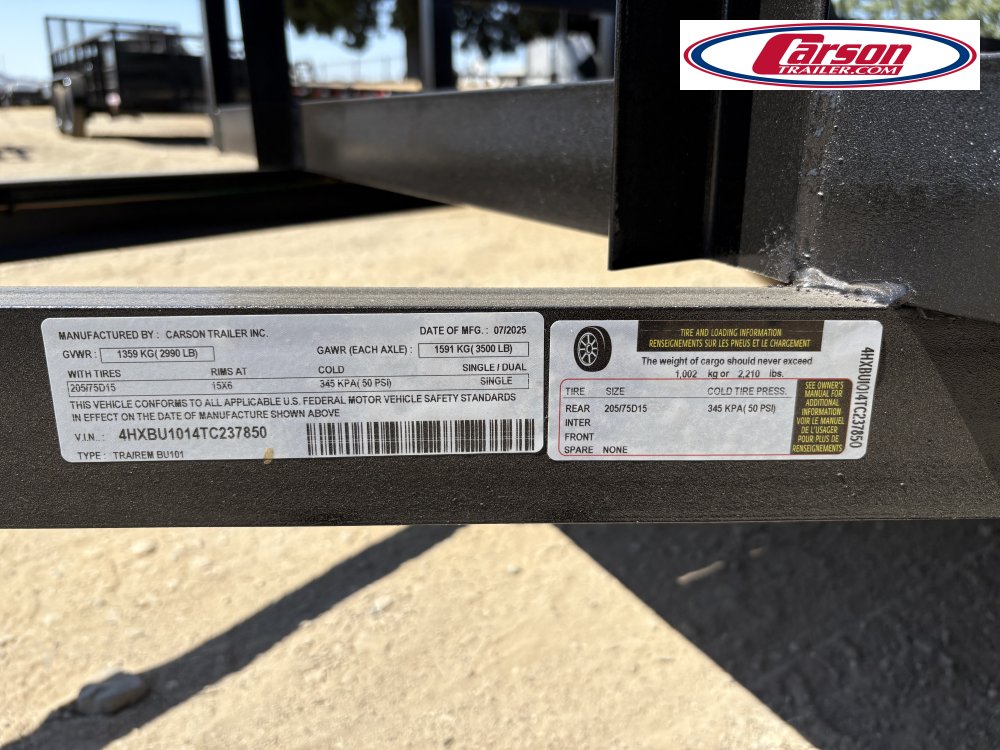 Carson
TRAILER.COM
MANUFACTURED BY : CARSON TRAILER INC. DATE OF MFG. : 07/2025
GVWR : 1359 KG( 2990 LB) GAWR (EACH AXLE) : 1591 KG( 3500 LB)
WITH TIRES RIMS AT COLD SINGLE / DUAL
205/75D15 15X6 345 KPA( 50 PSI) SINGLE
THIS VEHICLE CONFORMS TO ALL APPLICABLE U.S. FEDERAL MOTOR VEHICLE SAFETY STANDARDS
IN EFFECT ON THE DATE OF MANUFACTURE SHOWN ABOVE
V.I.N..: 4HXBU1014TC237850
TYPE : TRAIREM BU101
TIRE AND LOADING INFORMATION
RENSEIGNEMENTS SUR LES PNEUS ET LE CHARGEMENT
The weight of cargo should never exceed
1,002 kg or 2,210 lbs.
TIRE SIZE COLD TIRE PRESS.
REAR 205/75D15 345 KPA( 50 PSI)
INTER
FRONT
SPARE NONE
SEE OWNER'S
MANUAL FOR
ADDITIONAL
INFORMATION
VOIR LE MANUEL
DE L'USAGER
POUR PLUS DE
RENSEIGNEMENTS
4HXBU1014TC237850